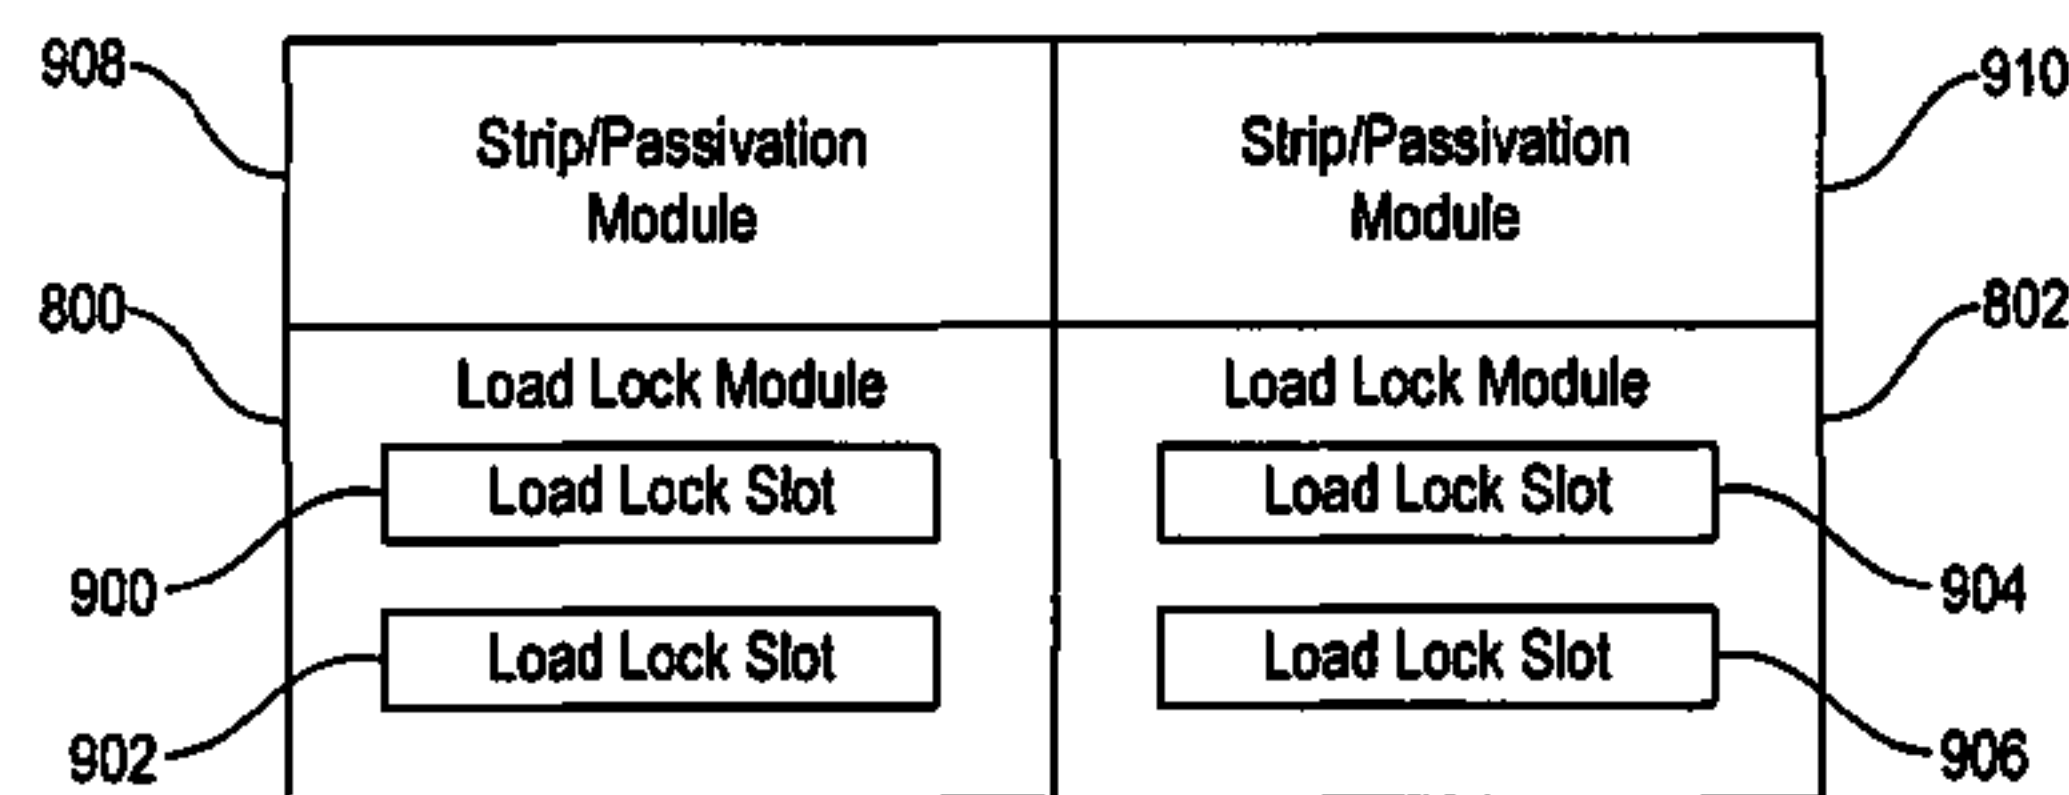 908
910
Strip/Passivation
Module
Strip/Passivation
Module
800
802
Load Lock Module
Load Lock Module
Load Lock Slot
Load Lock Slot
900
904
Load Lock Slot
Load Lock Slot
902
906